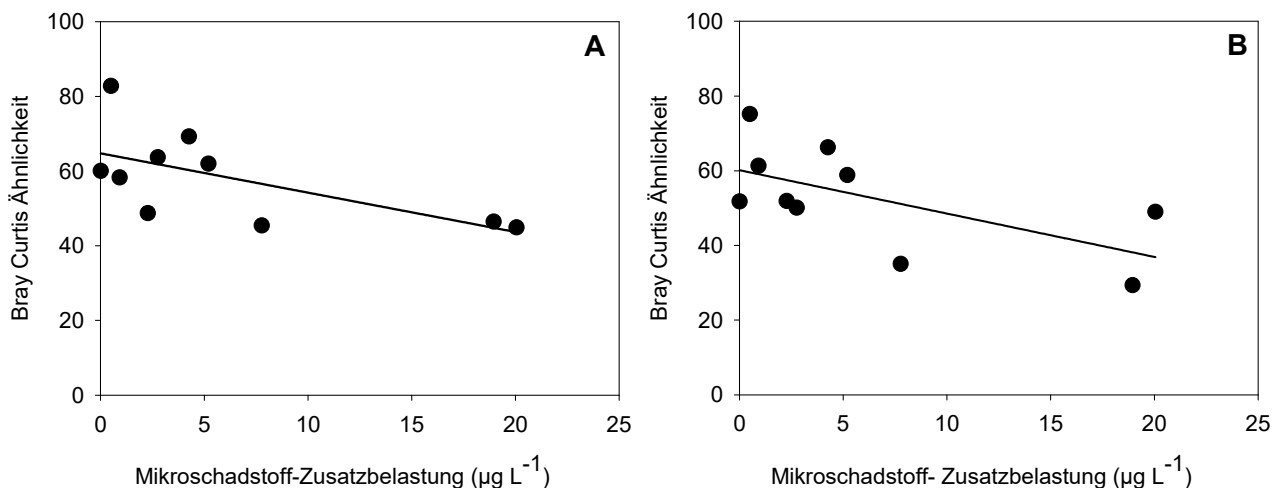 A
Bray Curtis Ähnlichkeit
100
80
60
40
20
0
0 5 10 15 20 25
Mikroschadstoff-Zusatzbelastung (µg L⁻¹)
B
Bray Curtis Ähnlichkeit
100
80
60
40
20
0
0 5 10 15 20 25
Mikroschadstoff- Zusatzbelastung (µg L⁻¹)